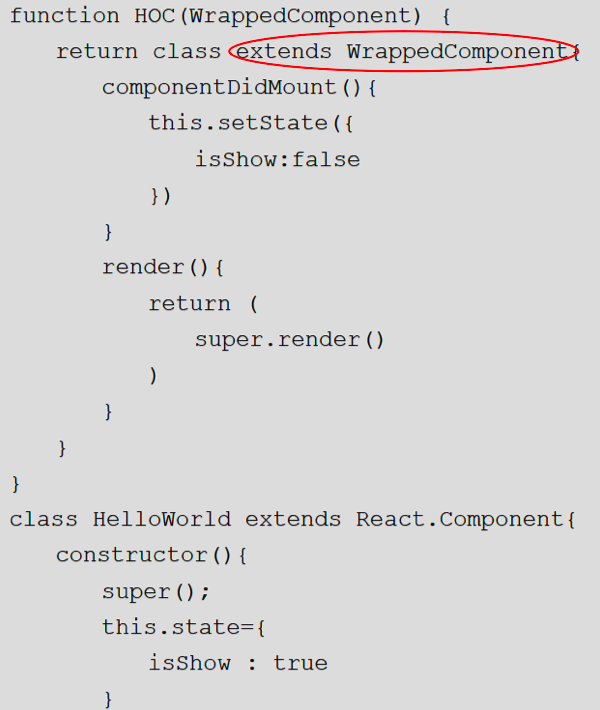 function HOC(WrappedComponent) {
return class extends WrappedComponent{
componentDidMount(){
this.setState({
isShow:false
})
}
render(){
return (
super.render()
)
}
}
}
class HelloWorld extends React.Component{
constructor(){
super();
this.state={
isShow : true
}